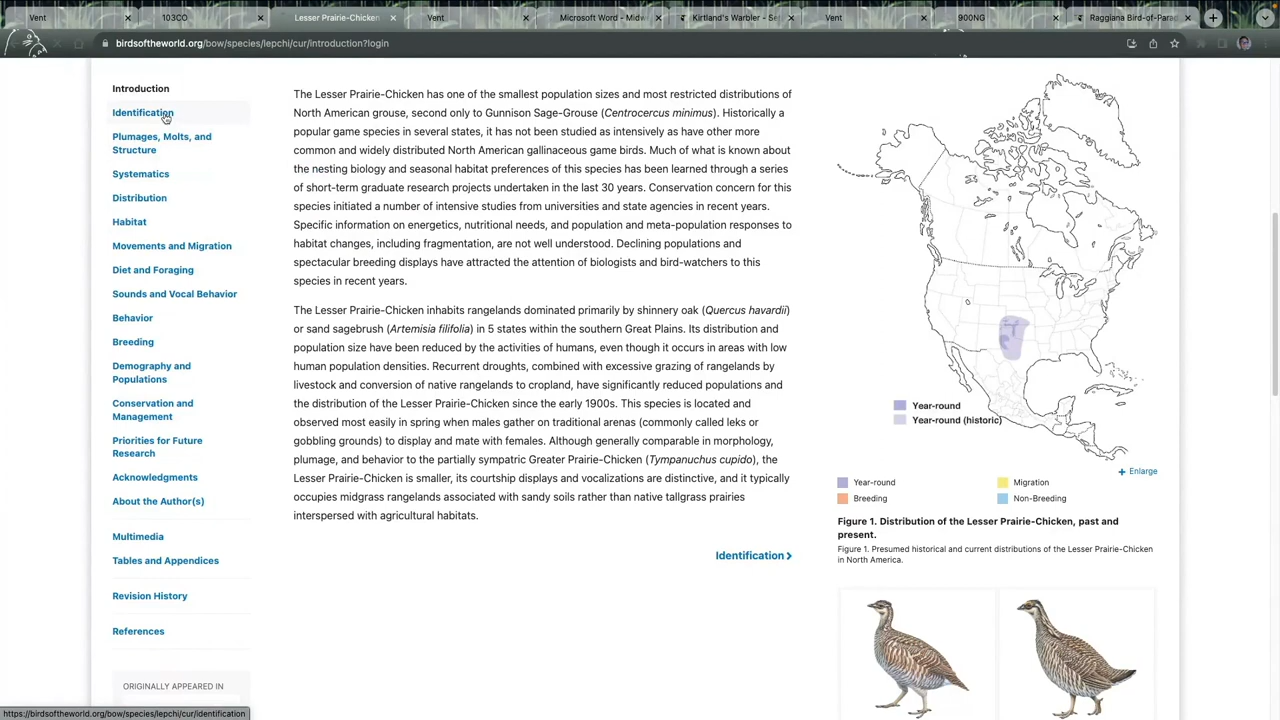 Vent
103CO
Lesser Prairie-Chicken
Vent
Microsoft Word - Midw
Kirtland's Warbler - Se
Vent
900NG
Raggiana Bird-of-Para
birdsoftheworld.org/bow/species/lepchi/cur/introduction?login
Introduction
Identification
Plumages, Molts, and
Structure
Systematics
Distribution
Habitat
Movements and Migration
Diet and Foraging
Sounds and Vocal Behavior
Behavior
Breeding
Demography and
Populations
Conservation and
Management
Priorities for Future
Research
Acknowledgments
About the Author(s)
Multimedia
Tables and Appendices
Revision History
References
ORIGINALLY APPEARED IN
https://birdsoftheworld.org/bow/species/lepchi/cur/identification
The Lesser Prairie-Chicken has one of the smallest population sizes and most restricted distributions of
North American grouse, second only to Gunnison Sage-Grouse (Centrocercus minimus). Historically a
popular game species in several states, it has not been studied as intensively as have other more
common and widely distributed North American gallinaceous game birds. Much of what is known about
the nesting biology and seasonal habitat preferences of this species has been learned through a series
of short-term graduate research projects undertaken in the last 30 years. Conservation concern for this
species initiated a number of intensive studies from universities and state agencies in recent years.
Specific information on energetics, nutritional needs, and population and meta-population responses to
habitat changes, including fragmentation, are not well understood. Declining populations and
spectacular breeding displays have attracted the attention of biologists and bird-watchers to this
species in recent years.
The Lesser Prairie-Chicken inhabits rangelands dominated primarily by shinnery oak (Quercus havardii)
or sand sagebrush (Artemisia filifolia) in 5 states within the southern Great Plains. Its distribution and
population size have been reduced by the activities of humans, even though it occurs in areas with low
human population densities. Recurrent droughts, combined with excessive grazing of rangelands by
livestock and conversion of native rangelands to cropland, have significantly reduced populations and
the distribution of the Lesser Prairie-Chicken since the early 1900s. This species is located and
observed most easily in spring when males gather on traditional arenas (commonly called leks or
gobbling grounds) to display and mate with females. Although generally comparable in morphology,
plumage, and behavior to the partially sympatric Greater Prairie-Chicken (Tympanuchus cupido), the
Lesser Prairie-Chicken is smaller, its courtship displays and vocalizations are distinctive, and it typically
occupies midgrass rangelands associated with sandy soils rather than native tallgrass prairies
interspersed with agricultural habitats.
Identification
Year-round
Year-round (historic)
+ Enlarge
Year-round
Migration
Breeding
Non-Breeding
Figure 1. Distribution of the Lesser Prairie-Chicken, past and
present.
Figure 1. Presumed historical and current distributions of the Lesser Prairie-Chicken
in North America.